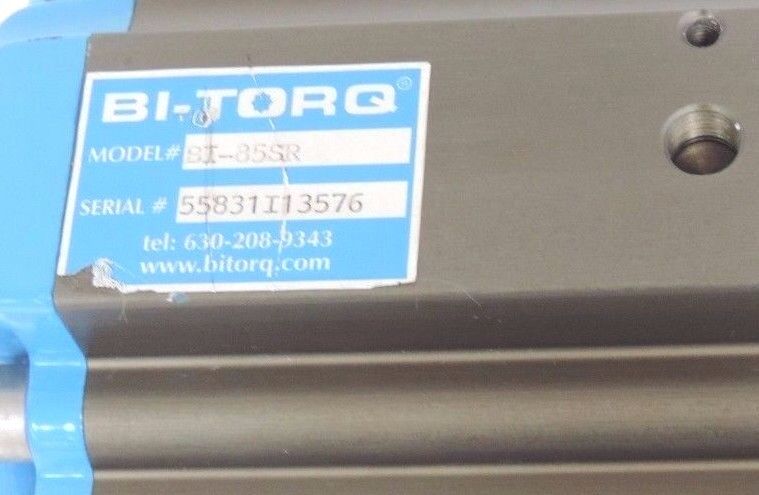 BI-TORQ®
MODEL# BI-85SR
SERIAL # 55831I13576
tel: 630-208-9343
www.bitorq.com